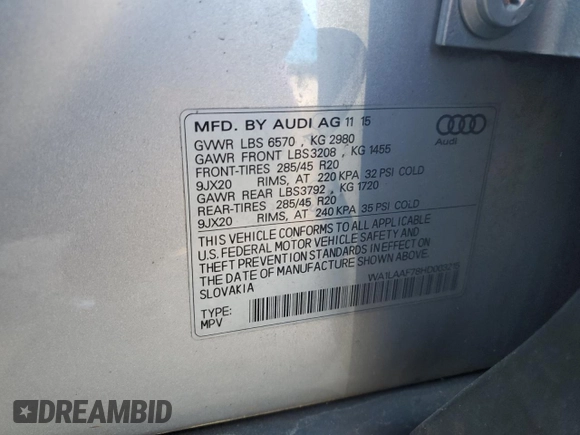 MFD. BY AUDI AG 11 15
GVWR LBS 6570 , KG 2980
GAWR FRONT LBS3208 , KG 1455
FRONT-TIRES 285/45 R20
9JX20 RIMS, AT 220 KPA 32 PSI COLD
GAWR REAR LBS3792 , KG 1720
REAR-TIRES 285/45 R20
9JX20 RIMS, AT 240 KPA 35 PSI COLD
Audi
THIS VEHICLE CONFORMS TO ALL APPLICABLE
U.S. FEDERAL MOTOR VEHICLE SAFETY AND
THEFT PREVENTION STANDARDS IN EFFECT ON
THE DATE OF MANUFACTURE SHOWN ABOVE.
SLOVAKIA
TYPE:
MPV
DREAMBID